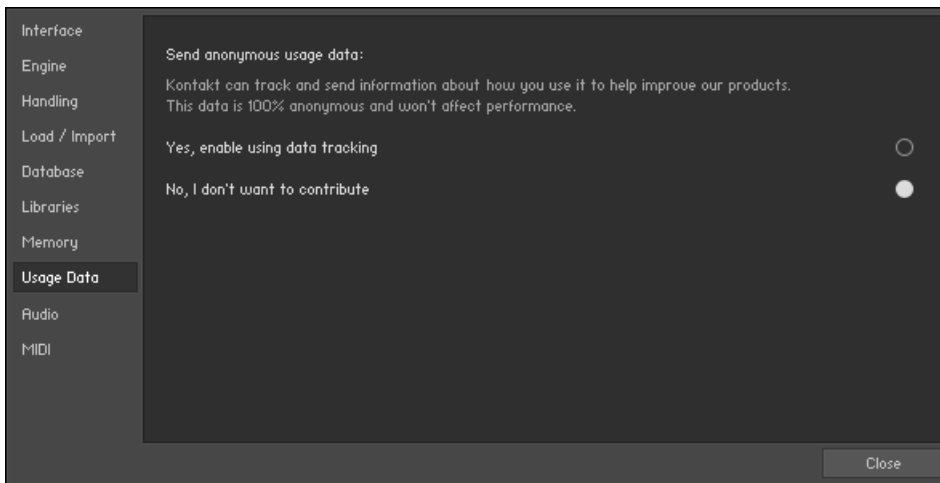 Interface
Engine
Handling
Load / Import
Database
Libraries
Memory
Usage Data
Audio
MIDI
Send anonymous usage data:
Kontakt can track and send information about how you use it to help improve our products.
This data is 100% anonymous and won't affect performance.
Yes, enable using data tracking
No, I don't want to contribute
Close